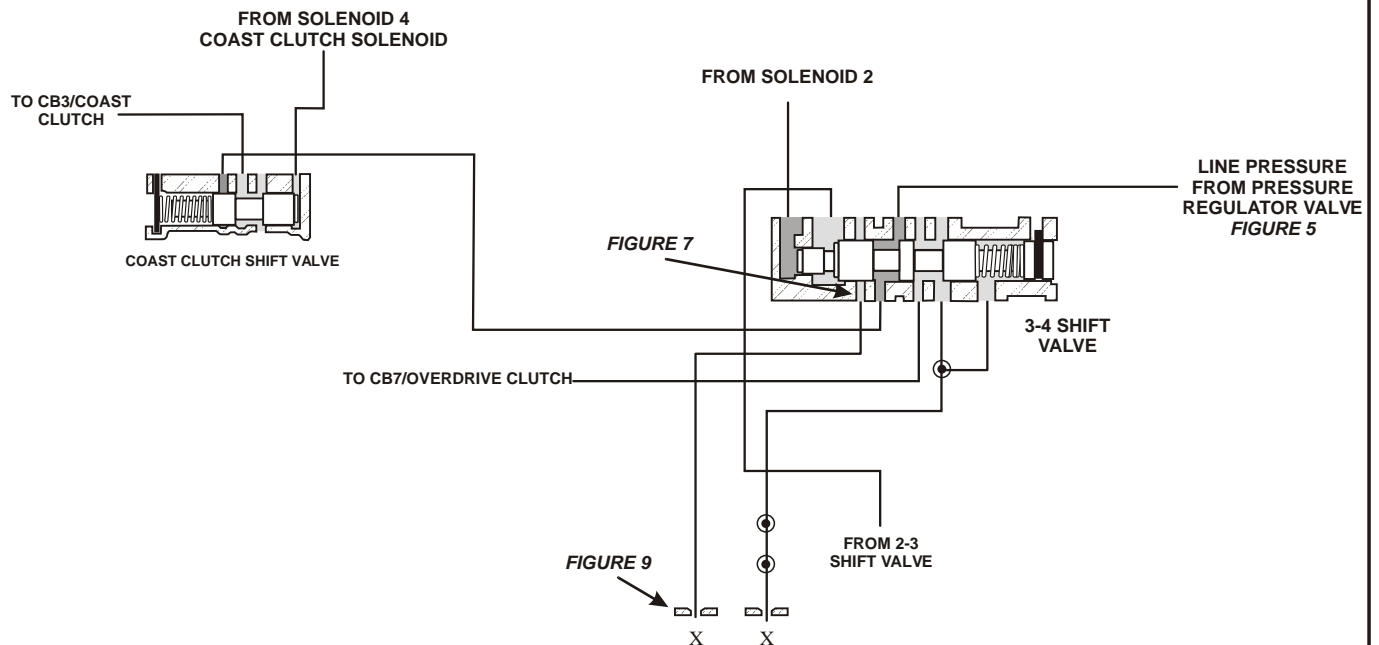 FROM SOLENOID 4
COAST CLUTCH SOLENOID
TO CB3/COAST
CLUTCH
COAST CLUTCH SHIFT VALVE
FROM SOLENOID 2
LINE PRESSURE
FROM PRESSURE
REGULATOR VALVE
FIGURE 5
FIGURE 7
3-4 SHIFT
VALVE
TO CB7/OVERDRIVE CLUTCH
FROM 2-3
SHIFT VALVE
FIGURE 9
X X